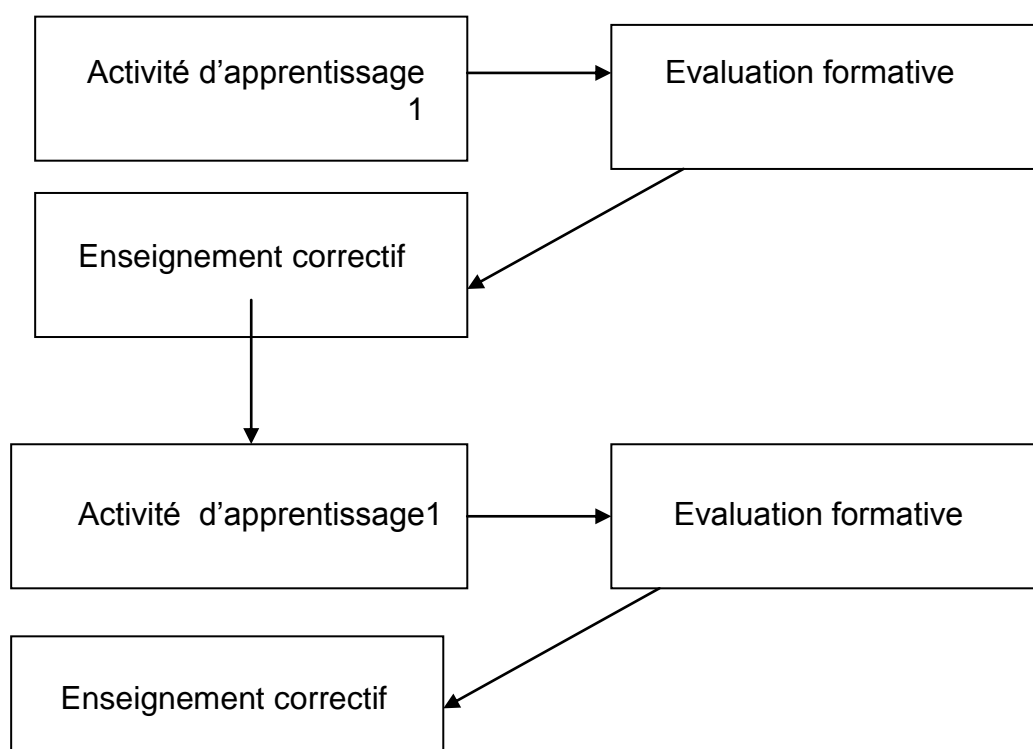 Activité d’apprentissage
1
Evaluation formative
Enseignement correctif
Activité  d’apprentissage1
Evaluation formative
Enseignement correctif